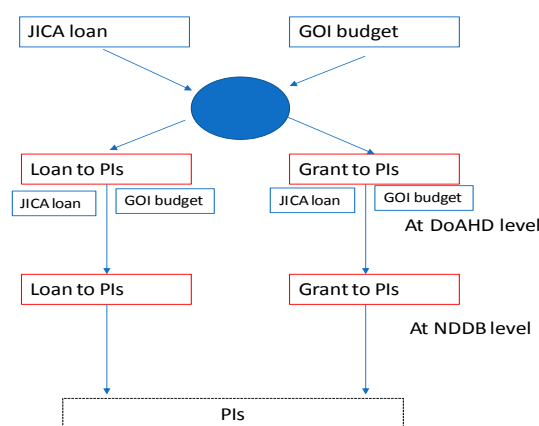 JICA loan
GOI budget
Loan to PIs
Grant to PIs
JICA loan
GOI budget
JICA loan
GOI budget
At DoAHD level
Loan to PIs
Grant to PIs
At NDDB level
PIs